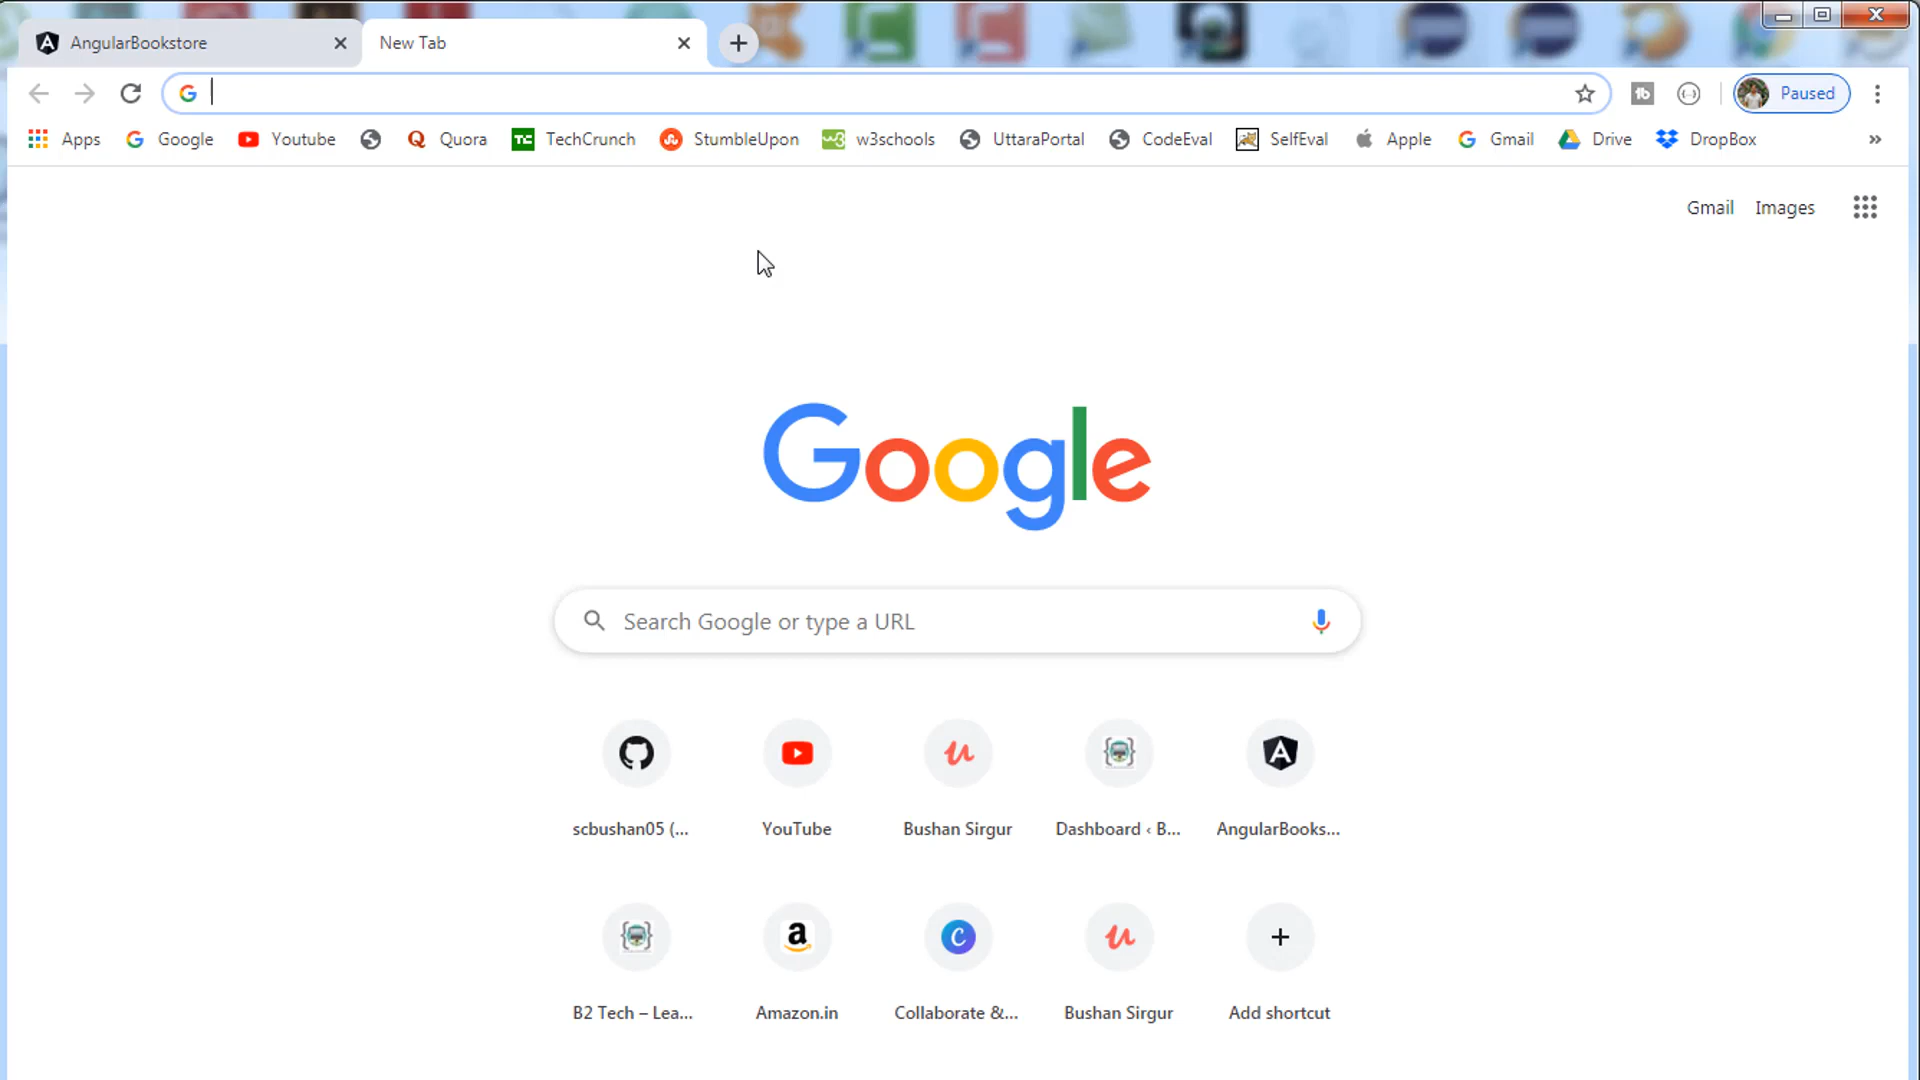 AngularBookstore New Tab
Paused
Apps Google Youtube Quora TC TechCrunch StumbleUpon w3 w3schools UttaraPortal CodeEval SelfEval Apple Gmail Drive DropBox »
Gmail Images
Google
Search Google or type a URL
scbushan05 (... YouTube Bushan Sirgur Dashboard ‹ B... AngularBooks...
B2 Tech – Lea... Amazon.in Collaborate &... Bushan Sirgur Add shortcut